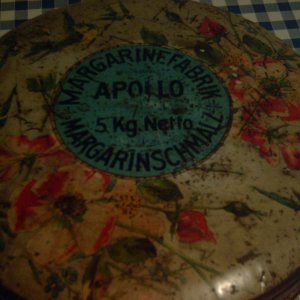 MARGARINEFABRIK
APOLLO
5 Kg. Netto
MARGARINSCHMALZ